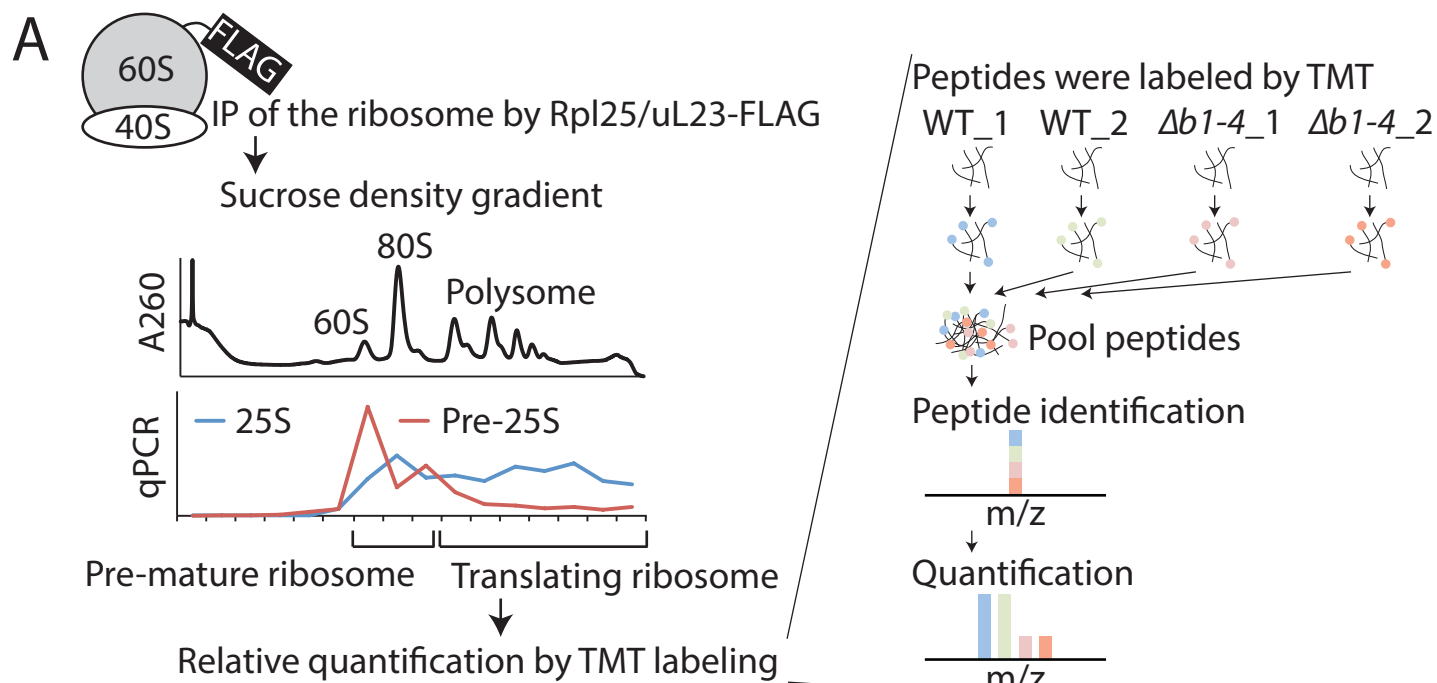 A
60S
FLAG
40S
IP of the ribosome by Rpl25/uL23-FLAG
Sucrose density gradient
A260
60S
80S
Polysome
qPCR
25S
Pre-25S
Pre-mature ribosome
Translating ribosome
Relative quantification by TMT labeling
Peptides were labeled by TMT
WT_1 WT_2 Δb1-4_1 Δb1-4_2
Pool peptides
Peptide identification
m/z
Quantification
m/z